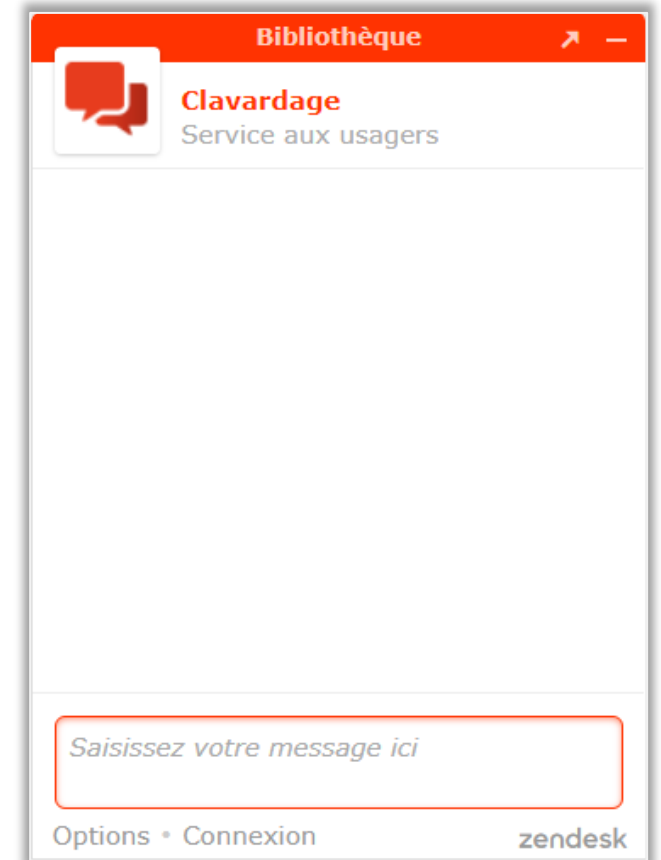 Bibliothèque
Clavardage
Service aux usagers
Saisissez votre message ici
Options • Connexion
zendesk